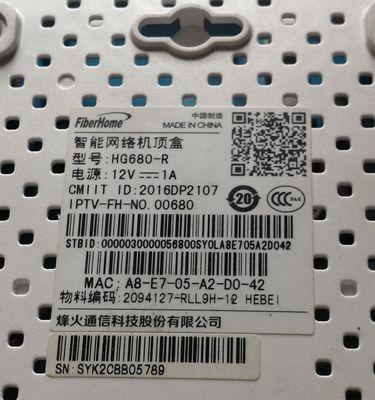 FiberHome
中国制造
MADE IN CHINA
智能网络机顶盒
型号:HG680-R
电源:12V⎓1A
CMIIT ID:2016DP2107
IPTV-FH-NO.00680
20
CCC
S&E
STBID:0000030000056800SY0LA8E705A2D042
MAC: A8-E7-05-A2-D0-42
物料编码:2094127-RLL9H-12 HEBEI
烽火通信科技股份有限公司
SN: SYK2CBB05789